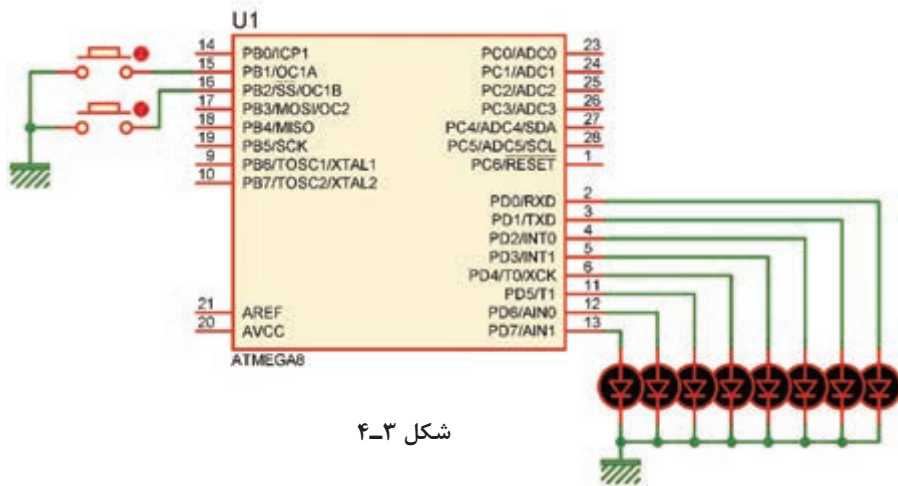 U1
14 PB0/ICP1 PC0/ADC0 23
15 PB1/OC1A PC1/ADC1 24
16 PB2/SS/OC1B PC2/ADC2 25
17 PB3/MOSI/OC2 PC3/ADC3 26
18 PB4/MISO PC4/ADC4/SDA 27
19 PB5/SCK PC5/ADC5/SCL 28
9 PB6/TOSC1/XTAL1 PC6/RESET 1
10 PB7/TOSC2/XTAL2
PD0/RXD 2
PD1/TXD 3
PD2/INT0 4
PD3/INT1 5
PD4/T0/XCK 6
PD5/T1 11
21 AREF PD6/AIN0 12
20 AVCC PD7/AIN1 13
ATMEGA8
شکل ۳ـ۴